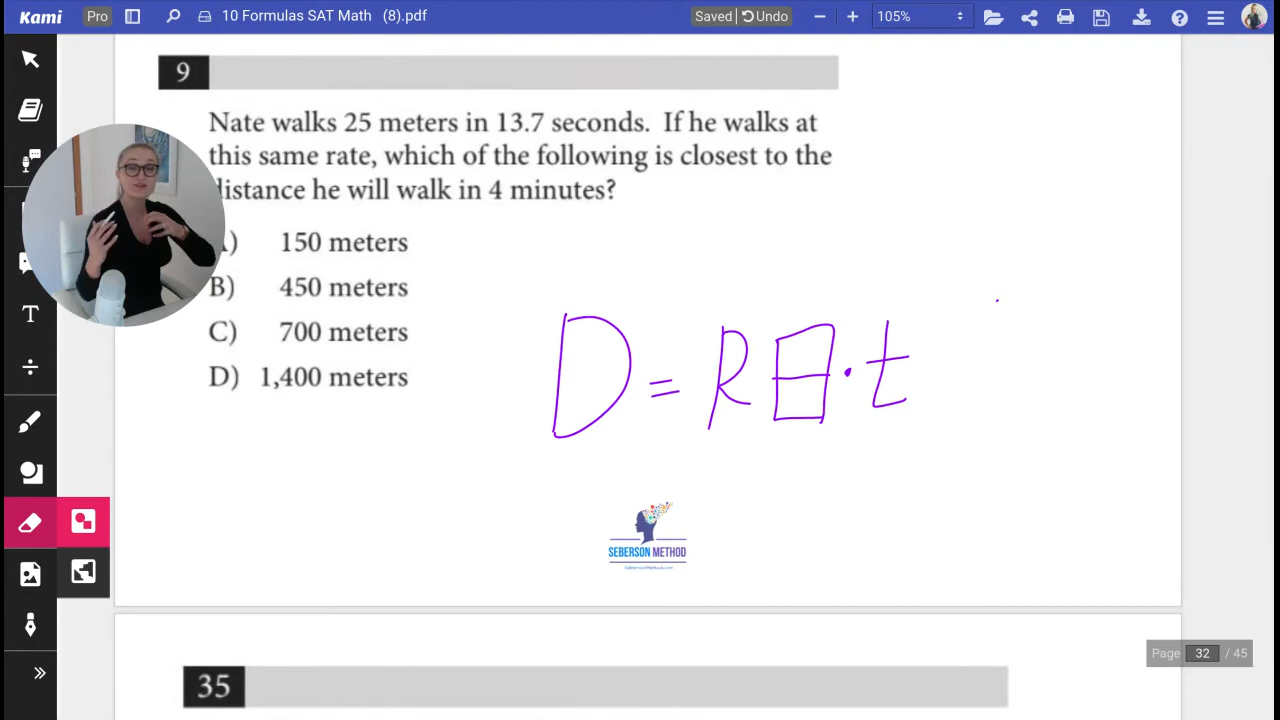 Kami Pro 10 Formulas SAT Math (8).pdf Saved Undo 105%
9
Nate walks 25 meters in 13.7 seconds. If he walks at
this same rate, which of the following is closest to the
distance he will walk in 4 minutes?
) 150 meters
B) 450 meters
C) 700 meters
D) 1,400 meters
D = R · t
SEBERSON METHOD
Page 32 / 45
35